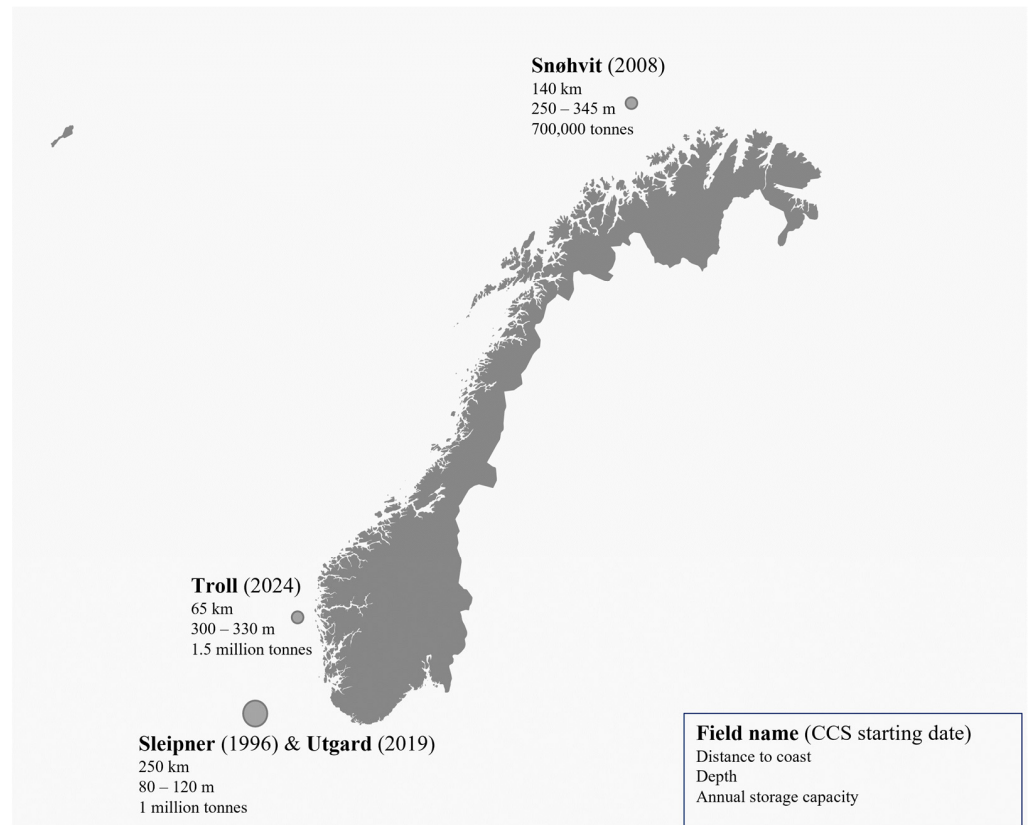 Snøhvit (2008)
140 km
250 – 345 m
700,000 tonnes
Troll (2024)
65 km
300 – 330 m
1.5 million tonnes
Sleipner (1996) & Utgard (2019)
250 km
80 – 120 m
1 million tonnes
Field name (CCS starting date)
Distance to coast
Depth
Annual storage capacity